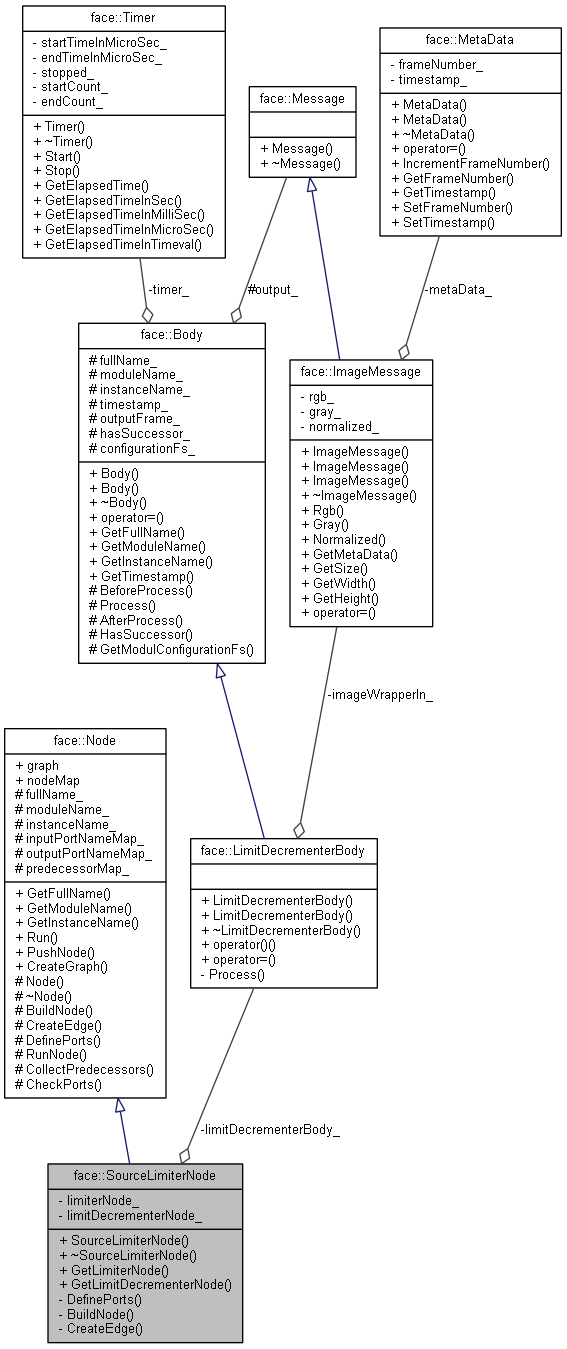 face::Timer
- startTimeInMicroSec_
- endTimeInMicroSec_
- stopped_
- startCount_
- endCount_
+ Timer()
+ ~Timer()
+ Start()
+ Stop()
+ GetElapsedTime()
+ GetElapsedTimeInSec()
+ GetElapsedTimeInMilliSec()
+ GetElapsedTimeInMicroSec()
+ GetElapsedTimeInTimeval()
face::Message
+ Message()
+ ~Message()
face::MetaData
- frameNumber_
- timestamp_
+ MetaData()
+ MetaData()
+ ~MetaData()
+ operator=()
+ IncrementFrameNumber()
+ GetFrameNumber()
+ GetTimestamp()
+ SetFrameNumber()
+ SetTimestamp()
-timer_
#output_
-metaData_
face::Body
# fullName_
# moduleName_
# instanceName_
# timestamp_
# outputFrame_
# hasSuccessor_
# configurationFs_
+ Body()
+ Body()
+ ~Body()
+ operator=()
+ GetFullName()
+ GetModuleName()
+ GetInstanceName()
+ GetTimestamp()
# BeforeProcess()
# Process()
# AfterProcess()
# HasSuccessor()
# GetModulConfigurationFs()
face::ImageMessage
- rgb_
- gray_
- normalized_
+ ImageMessage()
+ ImageMessage()
+ ImageMessage()
+ ~ImageMessage()
+ Rgb()
+ Gray()
+ Normalized()
+ GetMetaData()
+ GetSize()
+ GetWidth()
+ GetHeight()
+ operator=()
-imageWrapperIn_
face::Node
+ graph
+ nodeMap
# fullName_
# moduleName_
# instanceName_
# inputPortNameMap_
# outputPortNameMap_
# predecessorMap_
+ GetFullName()
+ GetModuleName()
+ GetInstanceName()
+ Run()
+ PushNode()
+ CreateGraph()
# Node()
# ~Node()
# BuildNode()
# CreateEdge()
# DefinePorts()
# RunNode()
# CollectPredecessors()
# CheckPorts()
face::LimitDecrementerBody
+ LimitDecrementerBody()
+ LimitDecrementerBody()
+ ~LimitDecrementerBody()
+ operator()()
+ operator=()
- Process()
-limitDecrementerBody_
face::SourceLimiterNode
- limiterNode_
- limitDecrementerNode_
+ SourceLimiterNode()
+ ~SourceLimiterNode()
+ GetLimiterNode()
+ GetLimitDecrementerNode()
- DefinePorts()
- BuildNode()
- CreateEdge()